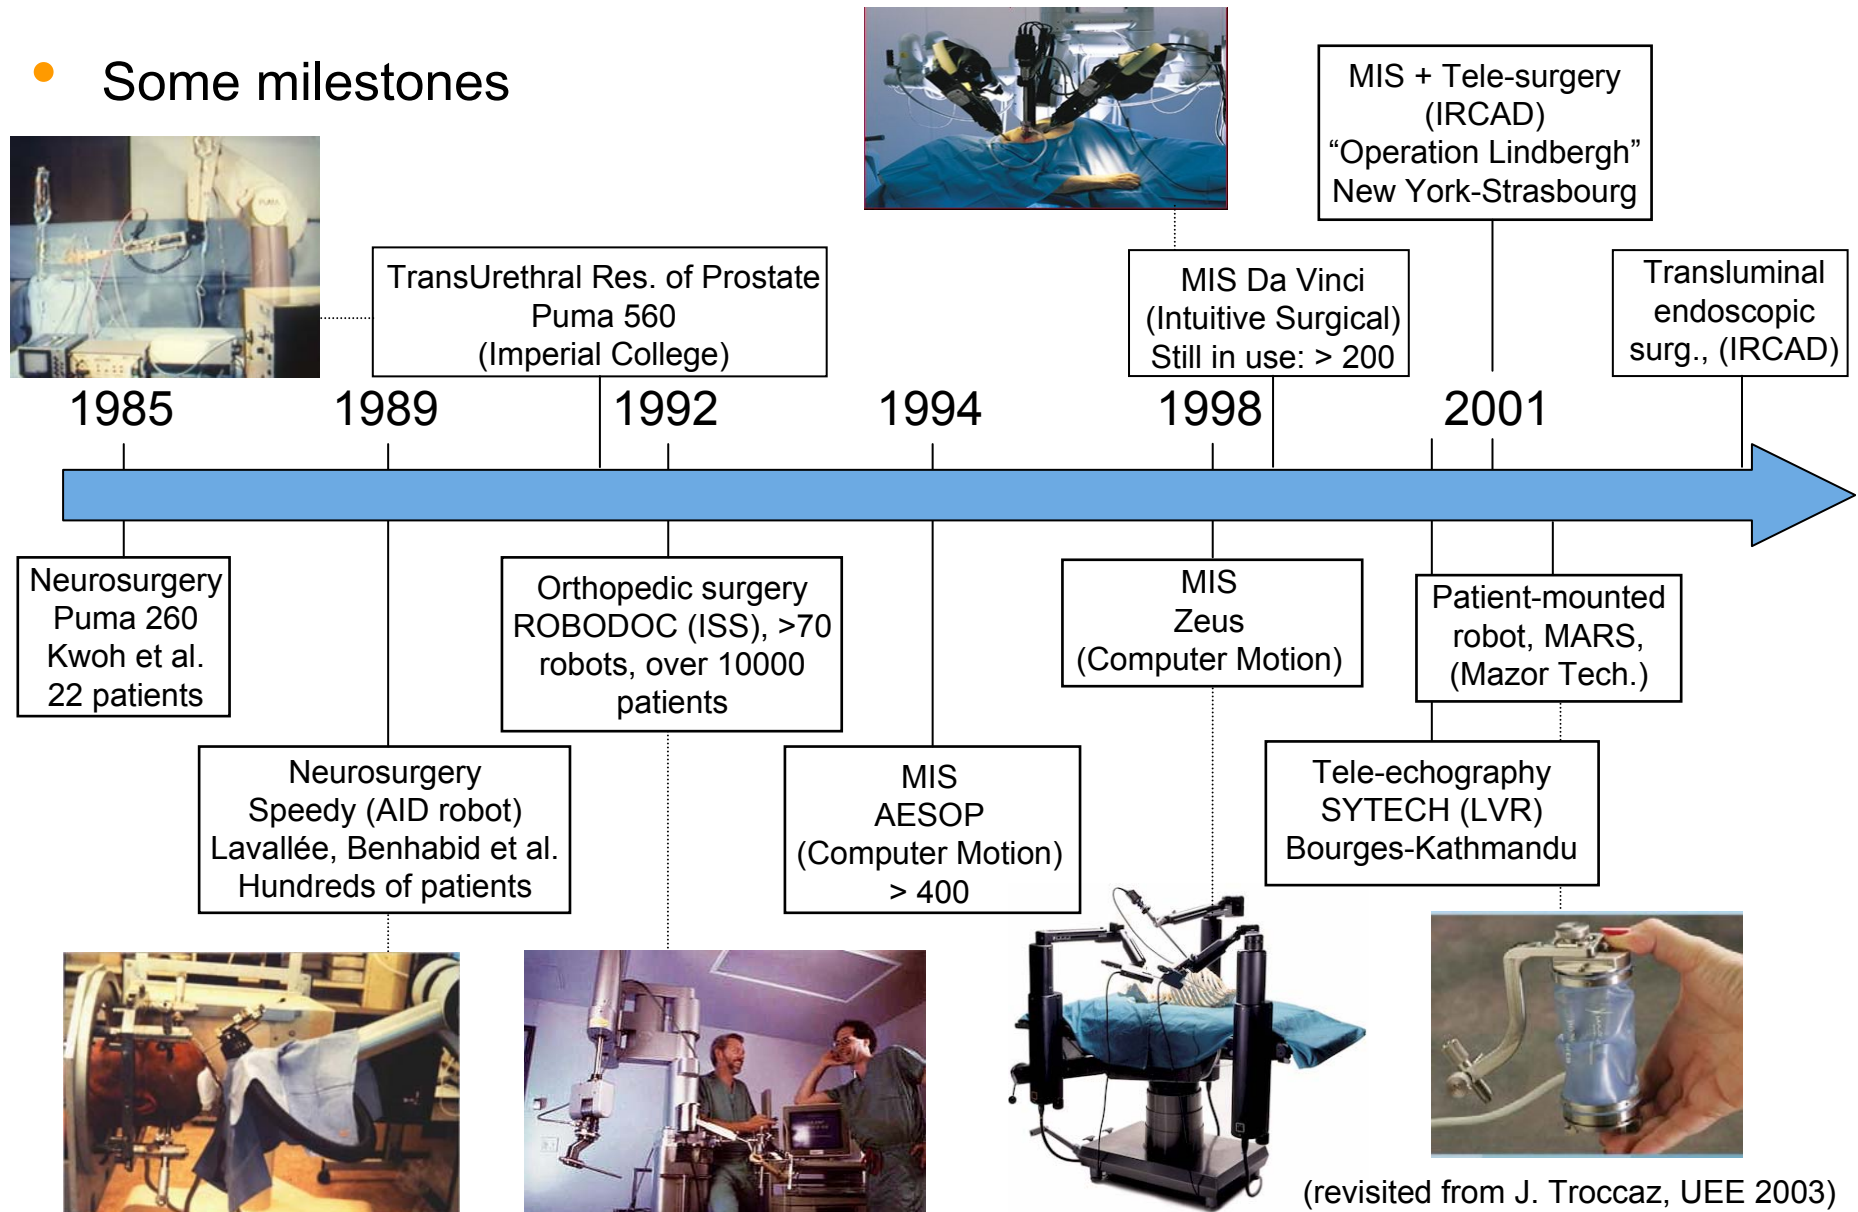 • Some milestones
MIS + Tele-surgery
(IRCAD)
“Operation Lindbergh”
New York-Strasbourg
TransUrethral Res. of Prostate
Puma 560
(Imperial College)
MIS Da Vinci
(Intuitive Surgical)
Still in use: > 200
Transluminal
endoscopic
surg., (IRCAD)
1985
1989
1992
1994
1998
2001
Neurosurgery
Puma 260
Kwoh et al.
22 patients
Orthopedic surgery
ROBODOC (ISS), >70
robots, over 10000
patients
MIS
Zeus
(Computer Motion)
Patient-mounted
robot, MARS,
(Mazor Tech.)
Neurosurgery
Speedy (AID robot)
Lavallée, Benhabid et al.
Hundreds of patients
MIS
AESOP
(Computer Motion)
> 400
Tele-echography
SYTECH (LVR)
Bourges-Kathmandu
(revisited from J. Troccaz, UEE 2003)